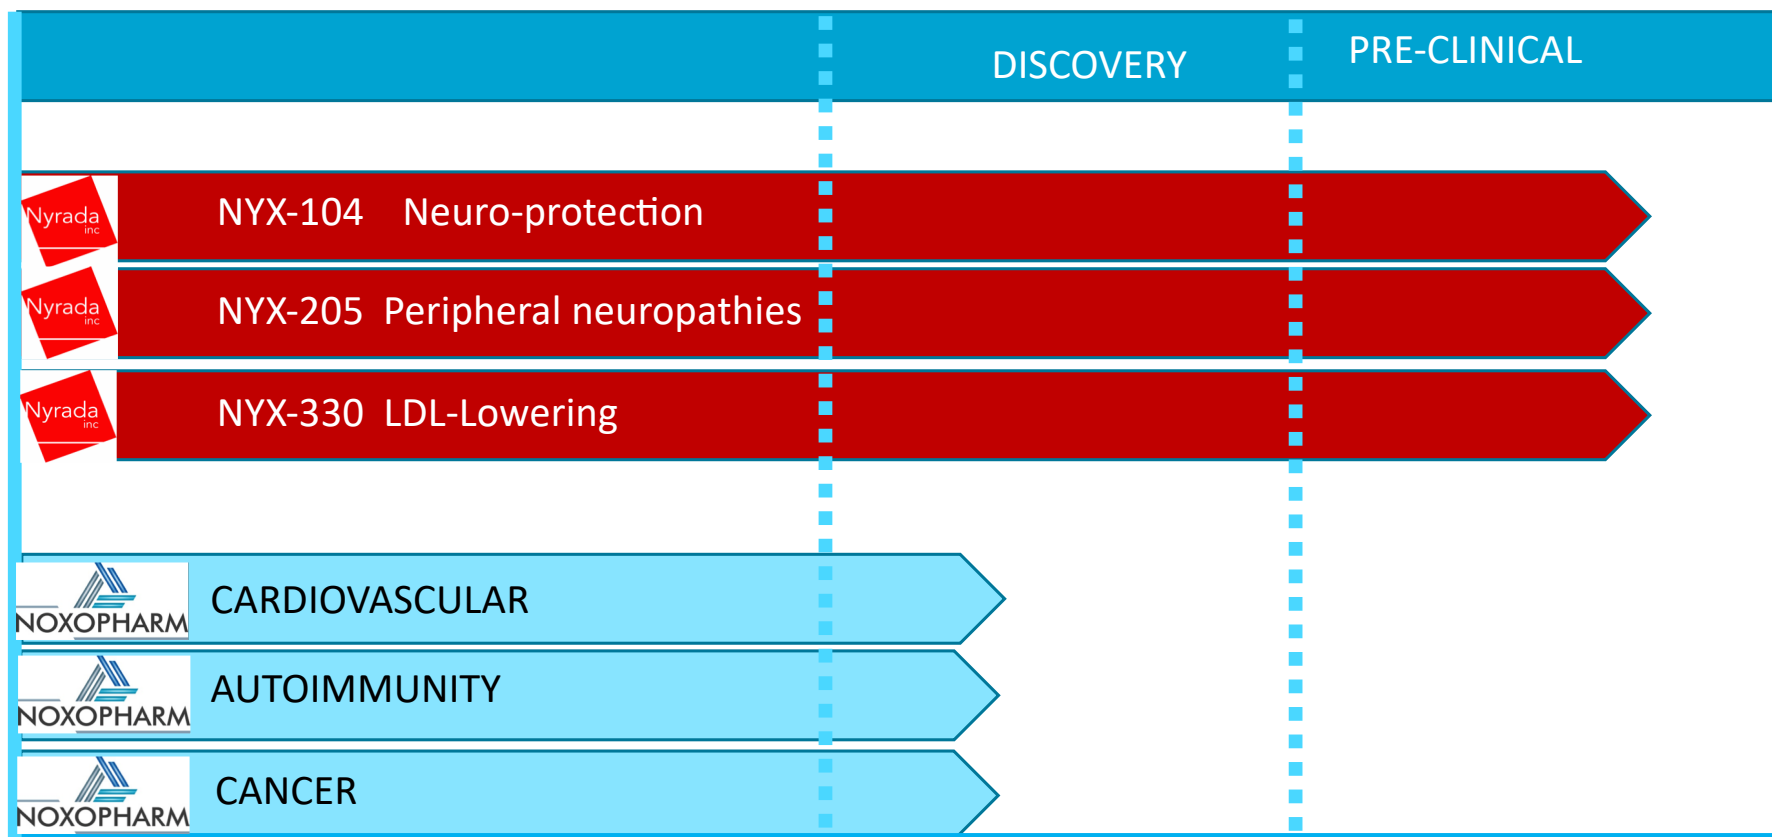 DISCOVERY
PRE-CLINICAL
Nyrada
inc
NYX-104 Neuro-protection
Nyrada
inc
NYX-205 Peripheral neuropathies
Nyrada
inc
NYX-330 LDL-Lowering
NOXOPHARM
CARDIOVASCULAR
NOXOPHARM
AUTOIMMUNITY
NOXOPHARM
CANCER